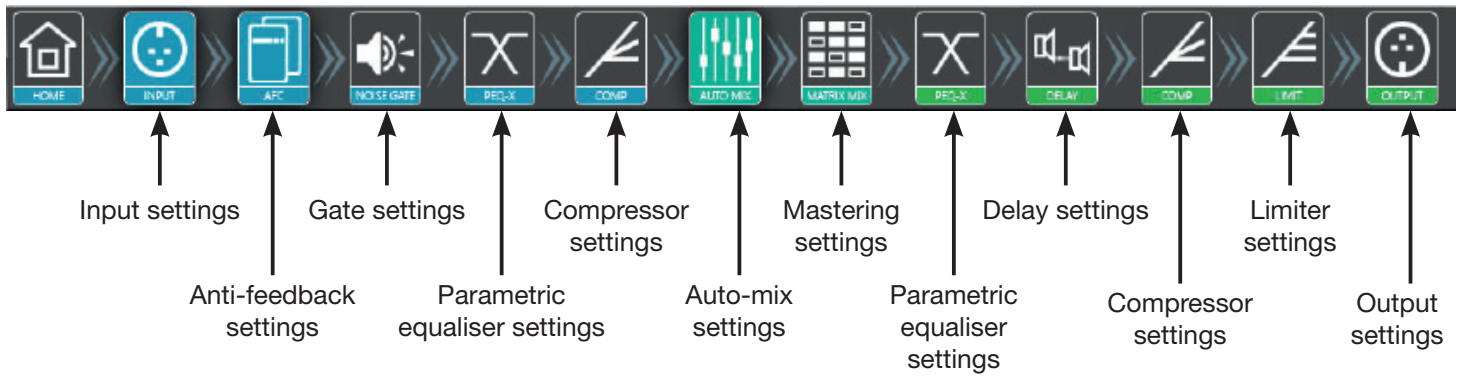 HOME INPUT AFC NOISE GATE PEQ-X COMP AUTO MIX MATRIX MIX PEQ-X DELAY COMP LIMIT OUTPUT
Input settings
Gate settings
Compressor
settings
Mastering
settings
Delay settings
Limiter
settings
Anti-feedback
settings
Parametric
equaliser settings
Auto-mix
settings
Parametric
equaliser
settings
Compressor
settings
Output
settings